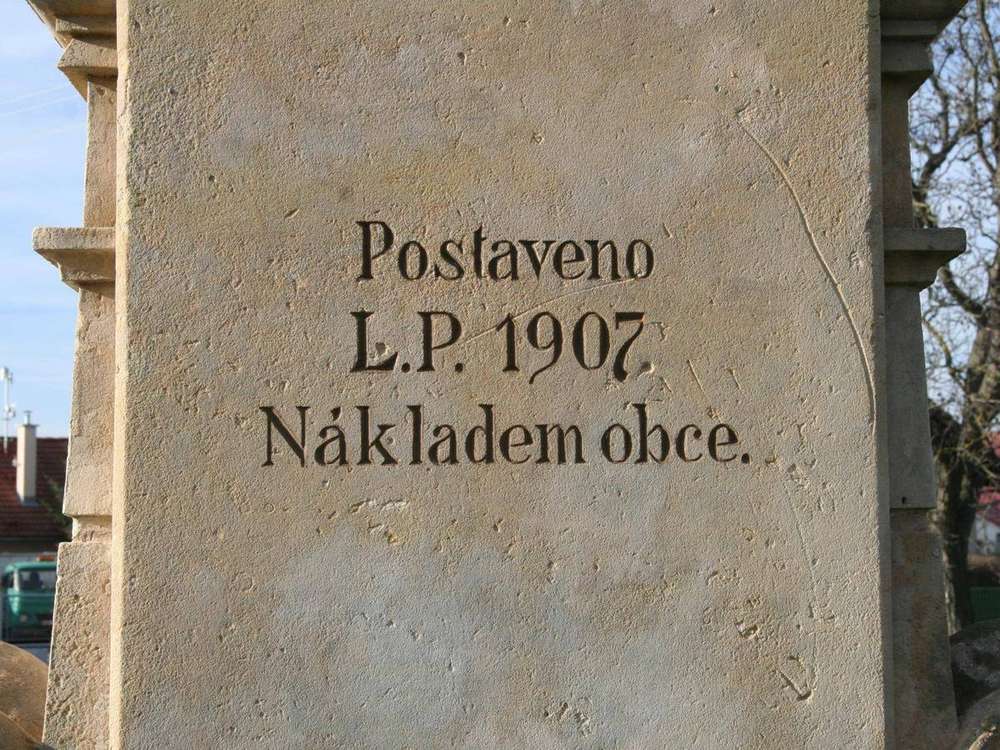 Postaveno
L.P. 1907.
Nákladem obce.